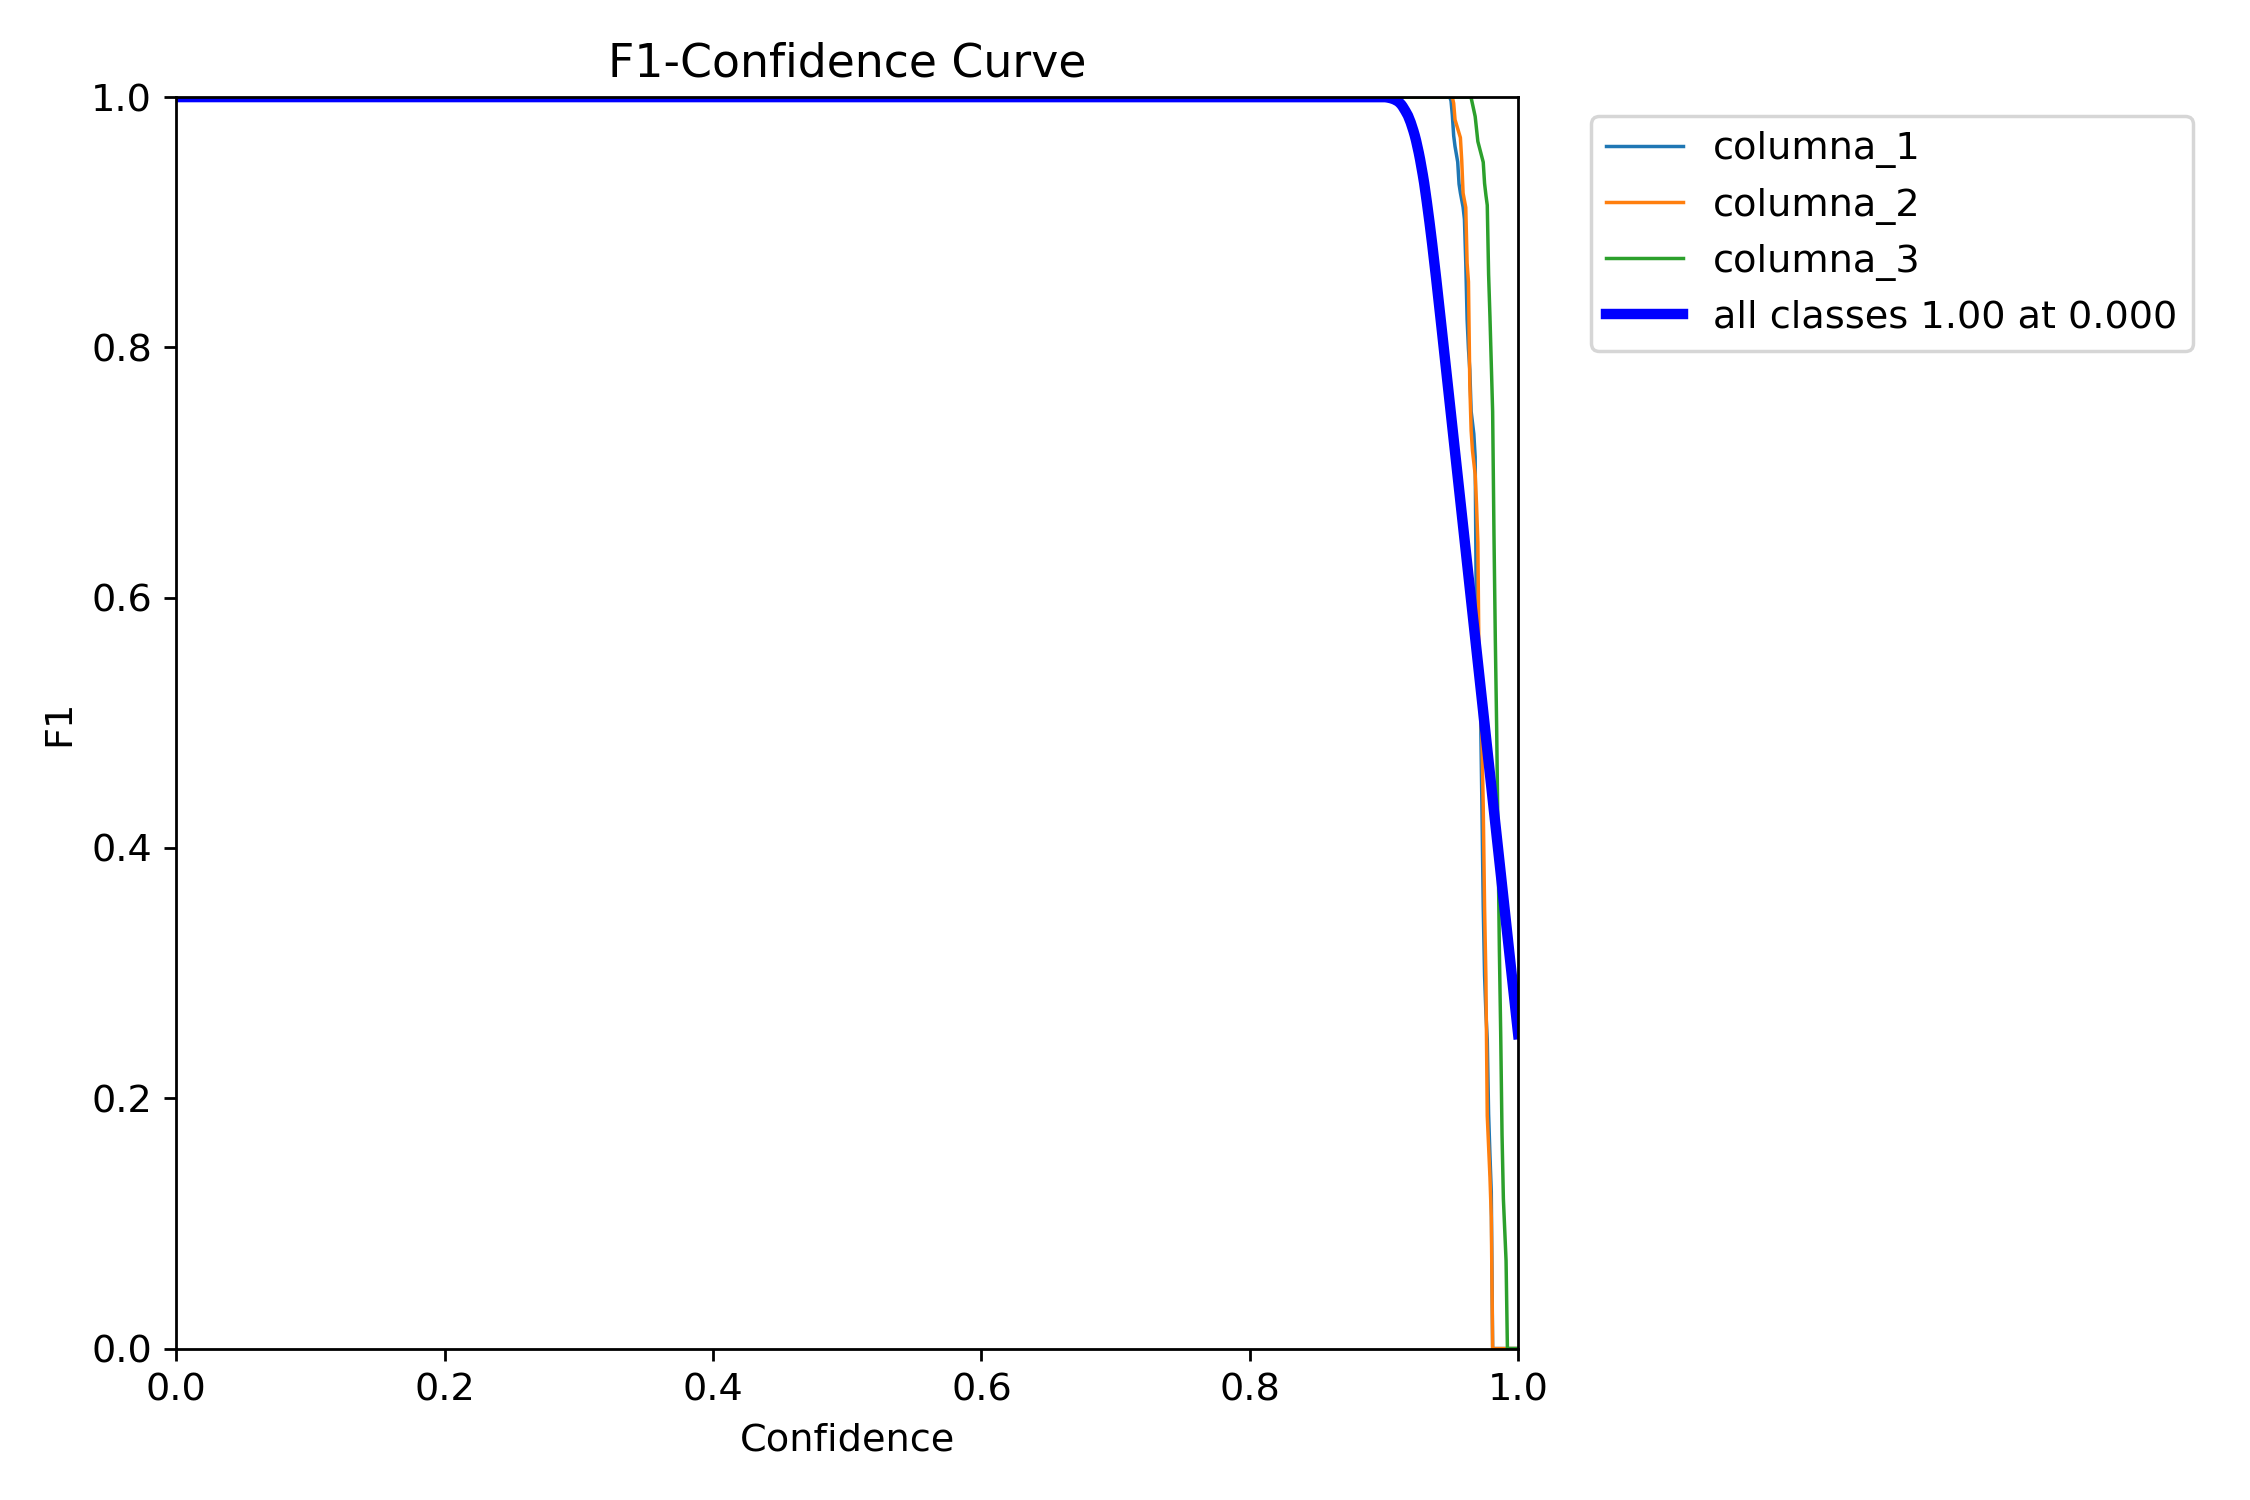 F1-Confidence Curve
1.0
0.8
0.6
0.4
0.2
0.0
F1
0.0 0.2 0.4 0.6 0.8 1.0
Confidence
columna_1
columna_2
columna_3
all classes 1.00 at 0.000